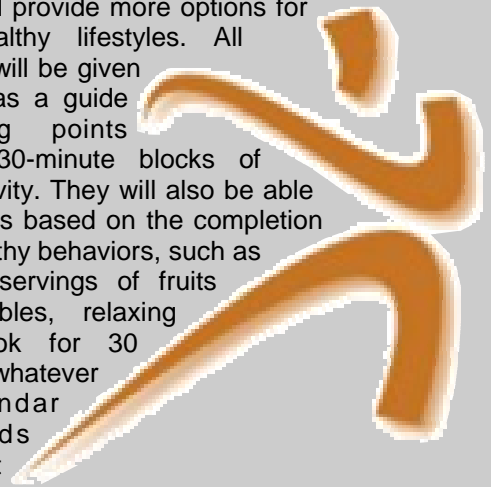 provide more options for
althy lifestyles. All
will be given
as a guide
g points
30-minute blocks of
vity. They will also be able
s based on the completion
thy behaviors, such as
servings of fruits
bles, relaxing
ok for 30
whatever
ndar
ds